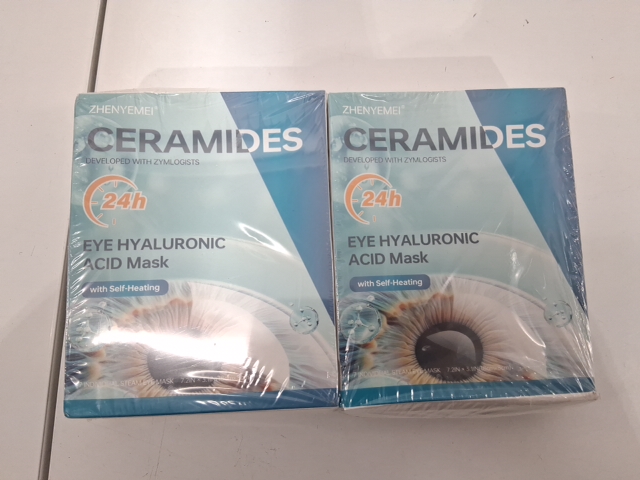 ZHENYEMEI®
CERAMIDES
DEVELOPED WITH ZYMLOGISTS
24h
EYE HYALURONIC
ACID Mask
with Self-Heating
ZHENYEMEI®
CERAMIDES
DEVELOPED WITH ZYMLOGISTS
24h
EYE HYALURONIC
ACID Mask
with Self-Heating